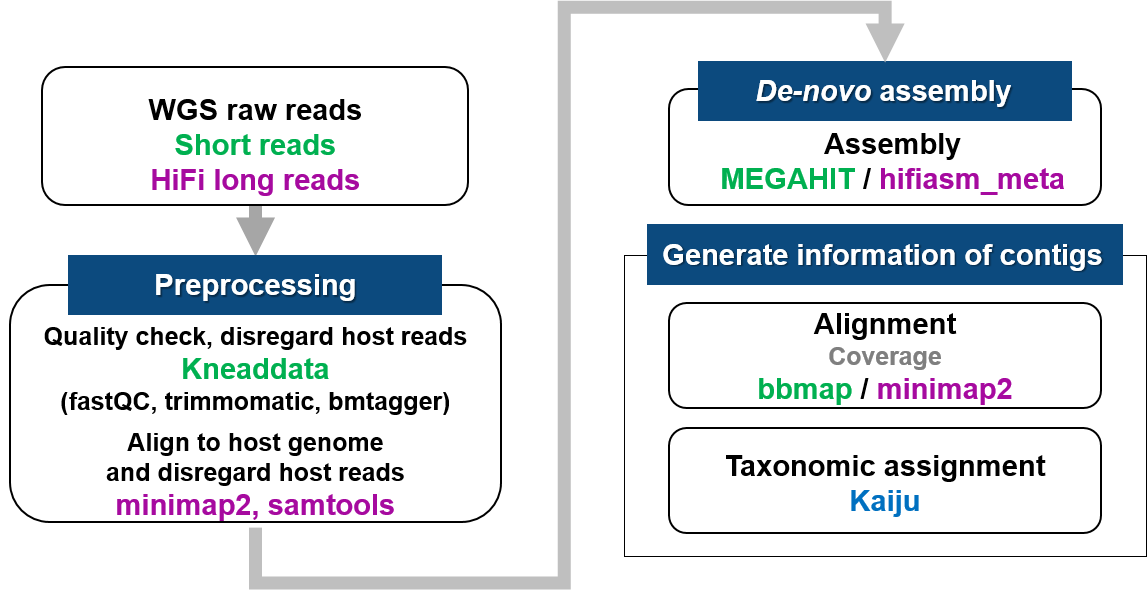 WGS raw reads
Short reads
HiFi long reads
Preprocessing
Quality check, disregard host reads
Kneaddata
(fastQC, trimmomatic, bmtagger)
Align to host genome
and disregard host reads
minimap2, samtools
De-novo assembly
Assembly
MEGAHIT / hifiasm_meta
Generate information of contigs
Alignment
Coverage
bbmap / minimap2
Taxonomic assignment
Kaiju